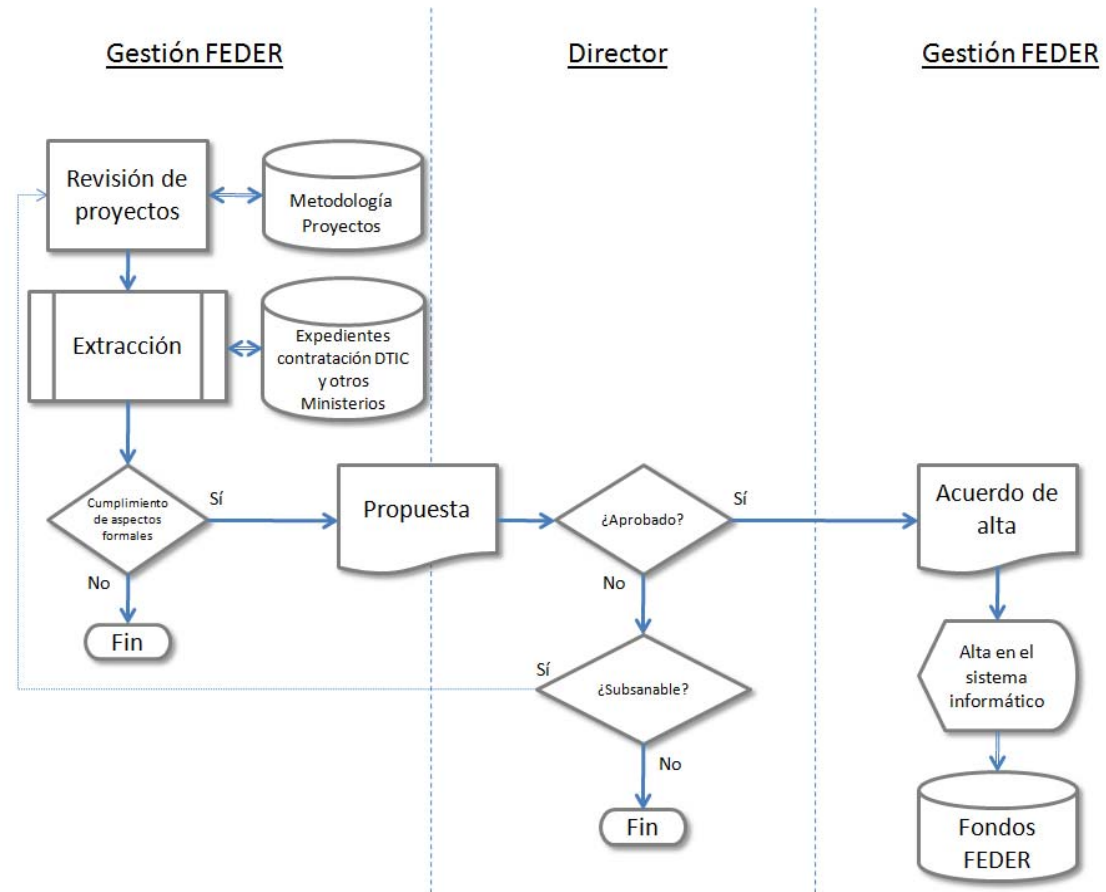 Gestión FEDER
Director
Gestión FEDER
Revisión de
proyectos
Metodología
Proyectos
Extracción
Expedientes
contratación DTIC
y otros
Ministerios
Cumplimiento
de aspectos
formales
Sí
No
Fin
Propuesta
¿Aprobado?
Sí
No
¿Subsanable?
Sí
No
Fin
Acuerdo de
alta
Alta en el
sistema
informático
Fondos
FEDER